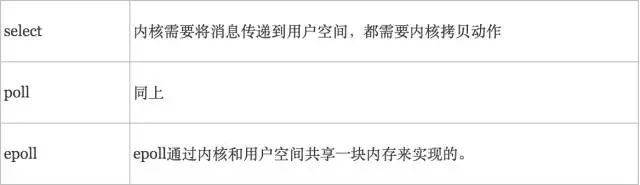 select 内核需要将消息传递到用户空间，都需要内核拷贝动作
poll 同上
epoll epoll通过内核和用户空间共享一块内存来实现的。